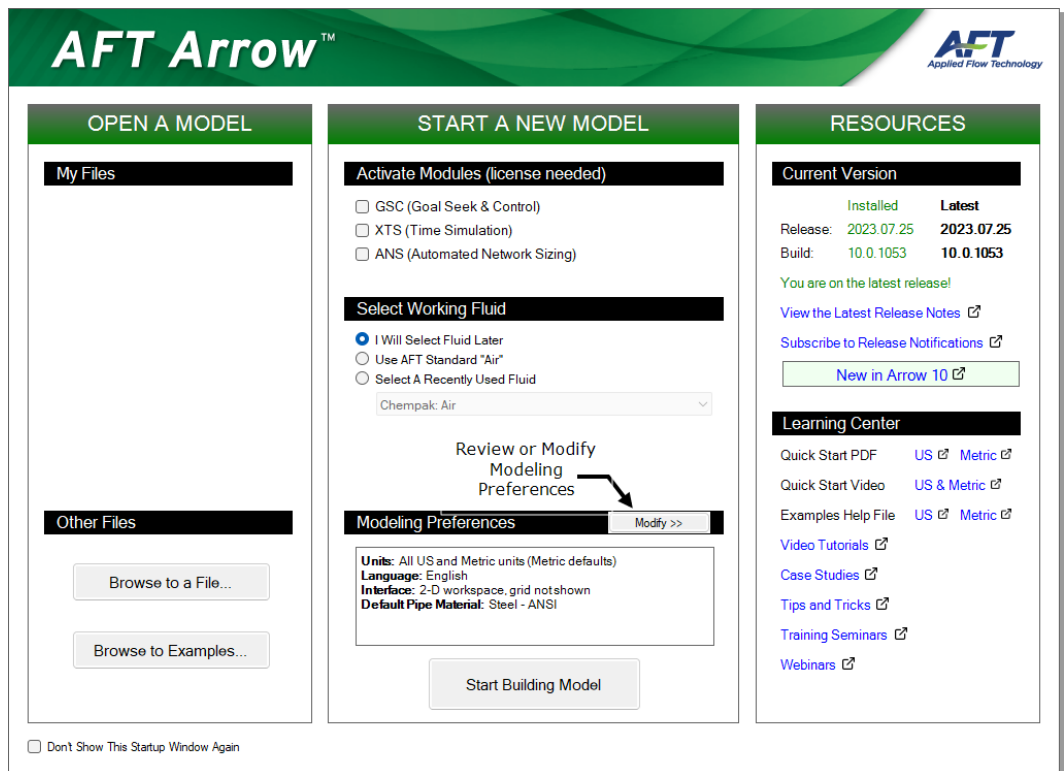 AFT Arrow™
AFT
Applied Flow Technology
OPEN A MODEL
My Files
Other Files
Browse to a File...
Browse to Examples...
START A NEW MODEL
Activate Modules (license needed)
GSC (Goal Seek & Control)
XTS (Time Simulation)
ANS (Automated Network Sizing)
Select Working Fluid
I Will Select Fluid Later
Use AFT Standard "Air"
Select A Recently Used Fluid
Chempak: Air
Review or Modify
Modeling
Preferences
Modeling Preferences Modify >>
Units: All US and Metric units (Metric defaults)
Language: English
Interface: 2-D workspace, grid not shown
Default Pipe Material: Steel - ANSI
Start Building Model
RESOURCES
Current Version
Installed Latest
Release: 2023.07.25 2023.07.25
Build: 10.0.1053 10.0.1053
You are on the latest release!
View the Latest Release Notes
Subscribe to Release Notifications
New in Arrow 10
Learning Center
Quick Start PDF US Metric
Quick Start Video US & Metric
Examples Help File US Metric
Video Tutorials
Case Studies
Tips and Tricks
Training Seminars
Webinars
Don't Show This Startup Window Again